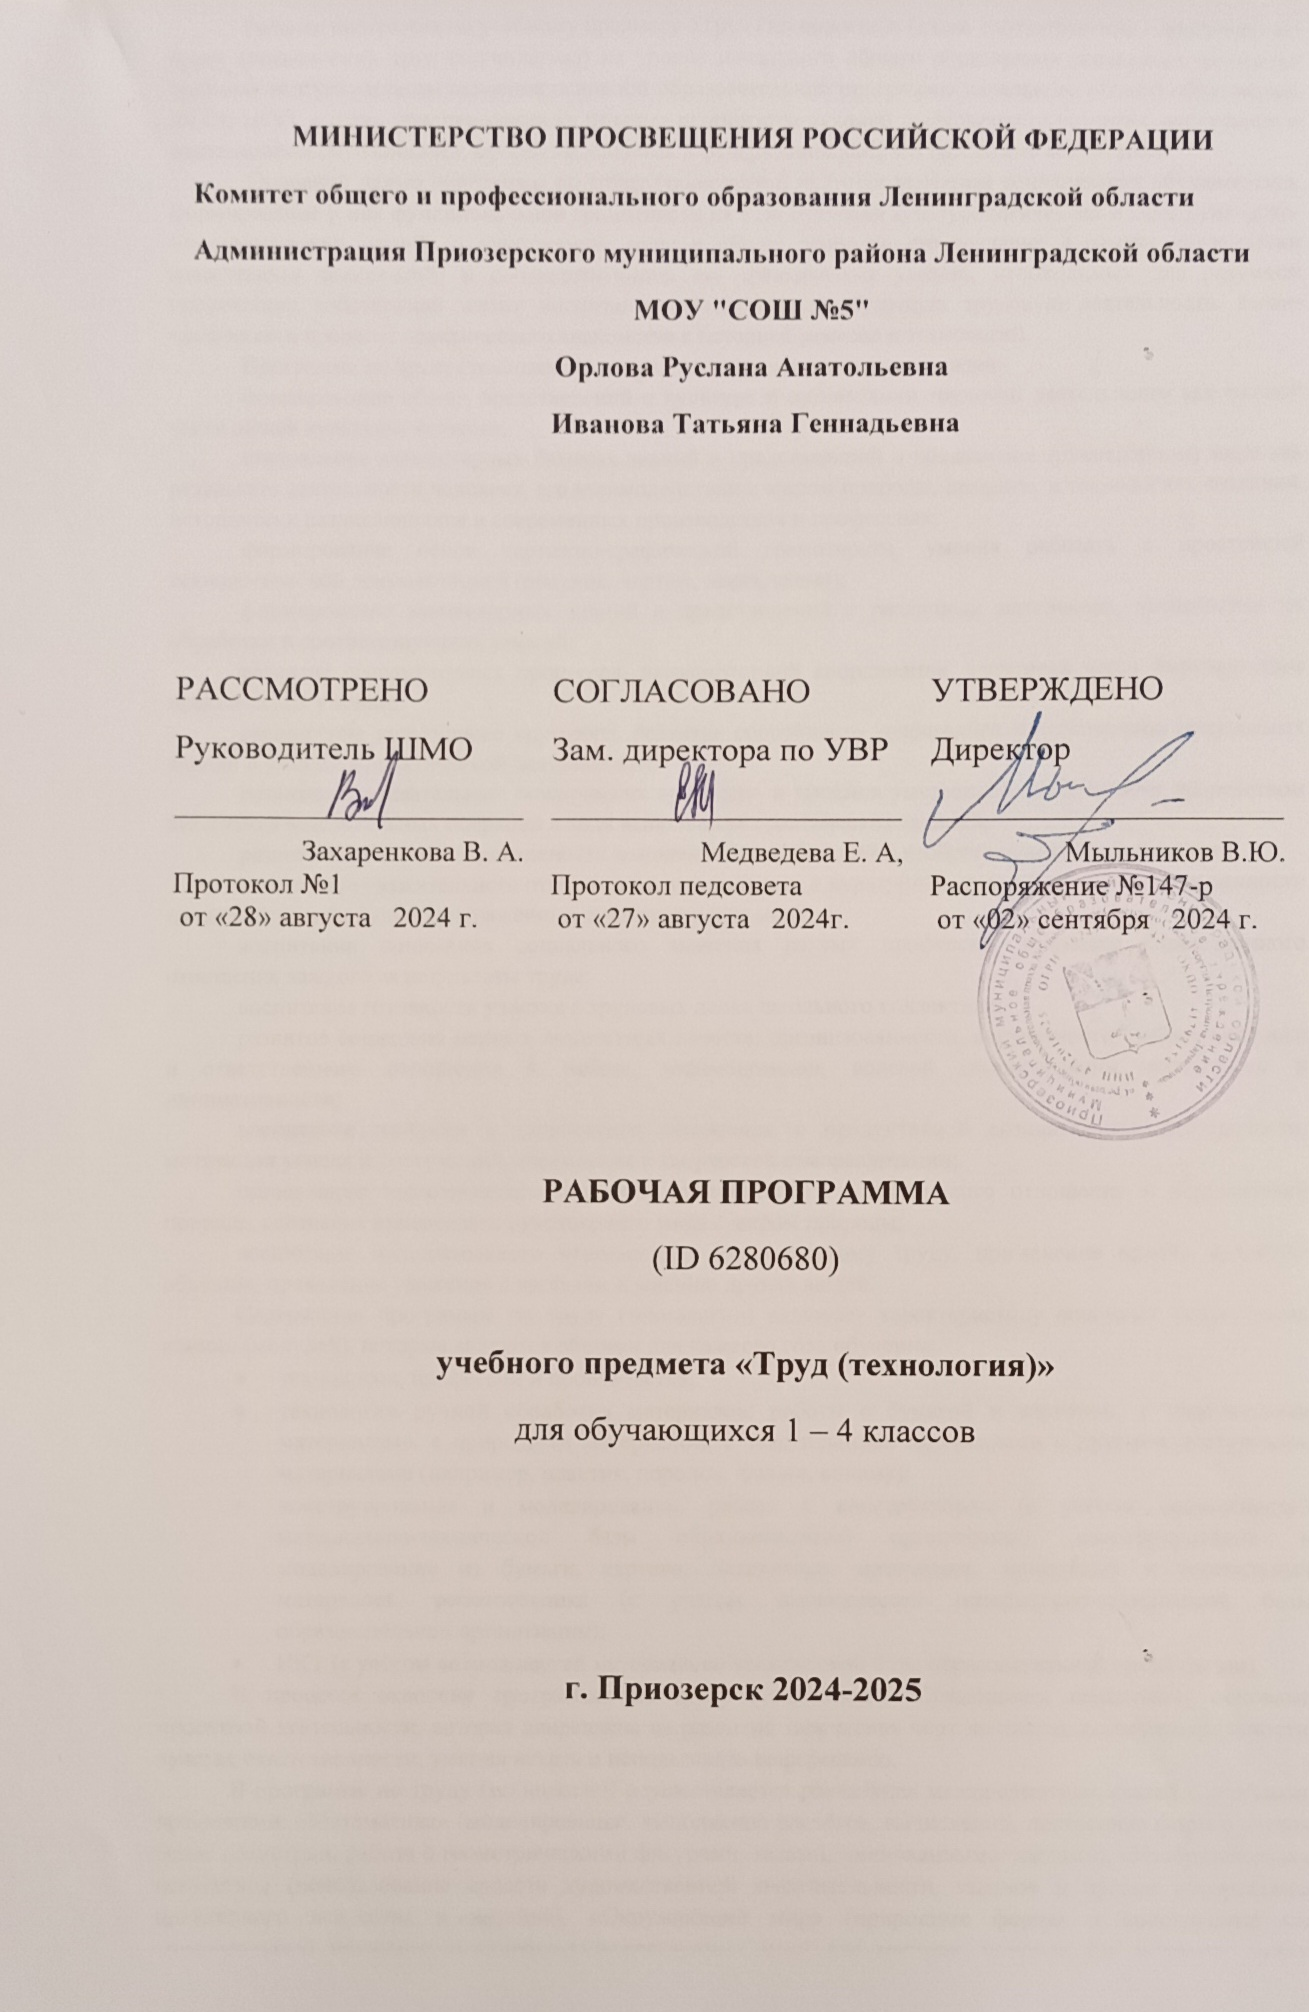 МИНИСТЕРСТВО ПРОСВЕЩЕНИЯ РОССИЙСКОЙ ФЕДЕРАЦИИ
Комитет общего и профессионального образования Ленинградской области
Администрация Приозерского муниципального района Ленинградской области
МОУ "СОШ №5"
Орлова Руслана Анатольевна
Иванова Татьяна Геннадьевна
РАССМОТРЕНО
Руководитель ШМО
Захаренкова В. А.
Протокол №1
от «28» августа 2024 г.
СОГЛАСОВАНО
Зам. директора по УВР
Медведева Е. А,
Протокол педсовета
от «27» августа 2024г.
УТВЕРЖДЕНО
Директор
Мыльников В.Ю.
Распоряжение №147-р
от «02» сентября 2024 г.
РАБОЧАЯ ПРОГРАММА
(ID 6280680)
учебного предмета «Труд (технология)»
для обучающихся 1 – 4 классов
г. Приозерск 2024-2025